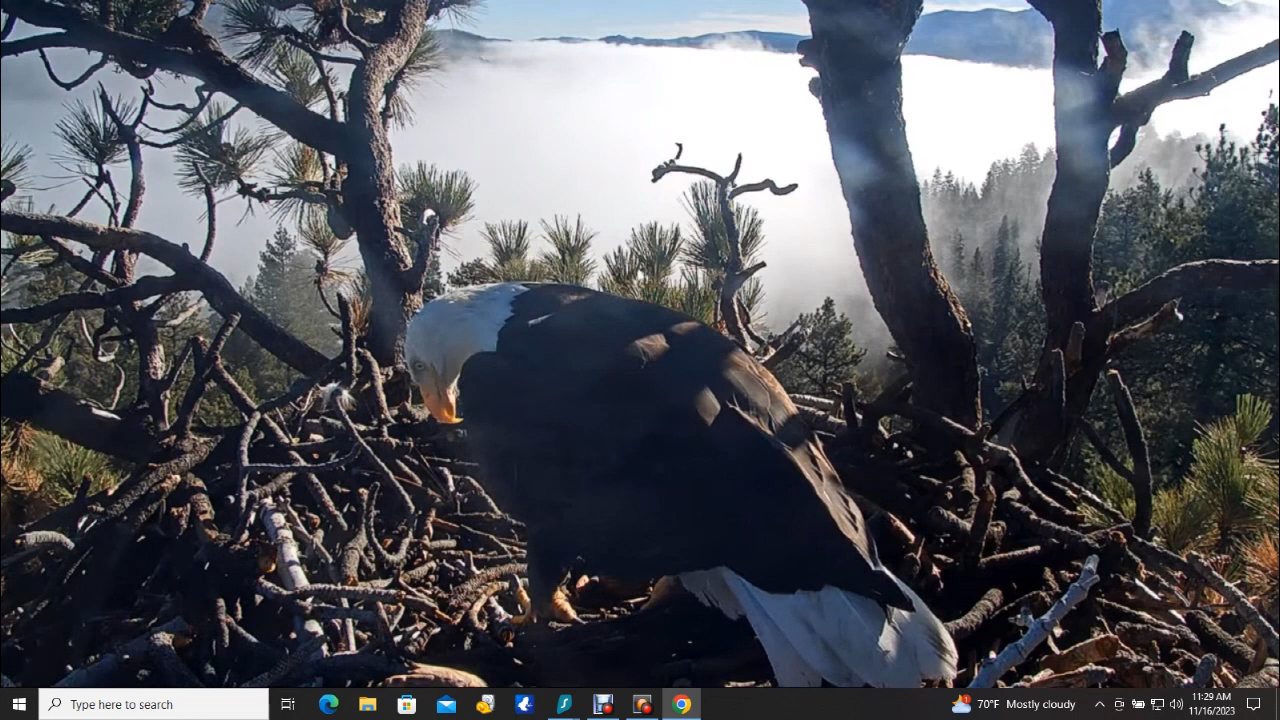 Type here to search
70°F Mostly cloudy
11:29 AM
11/16/2023